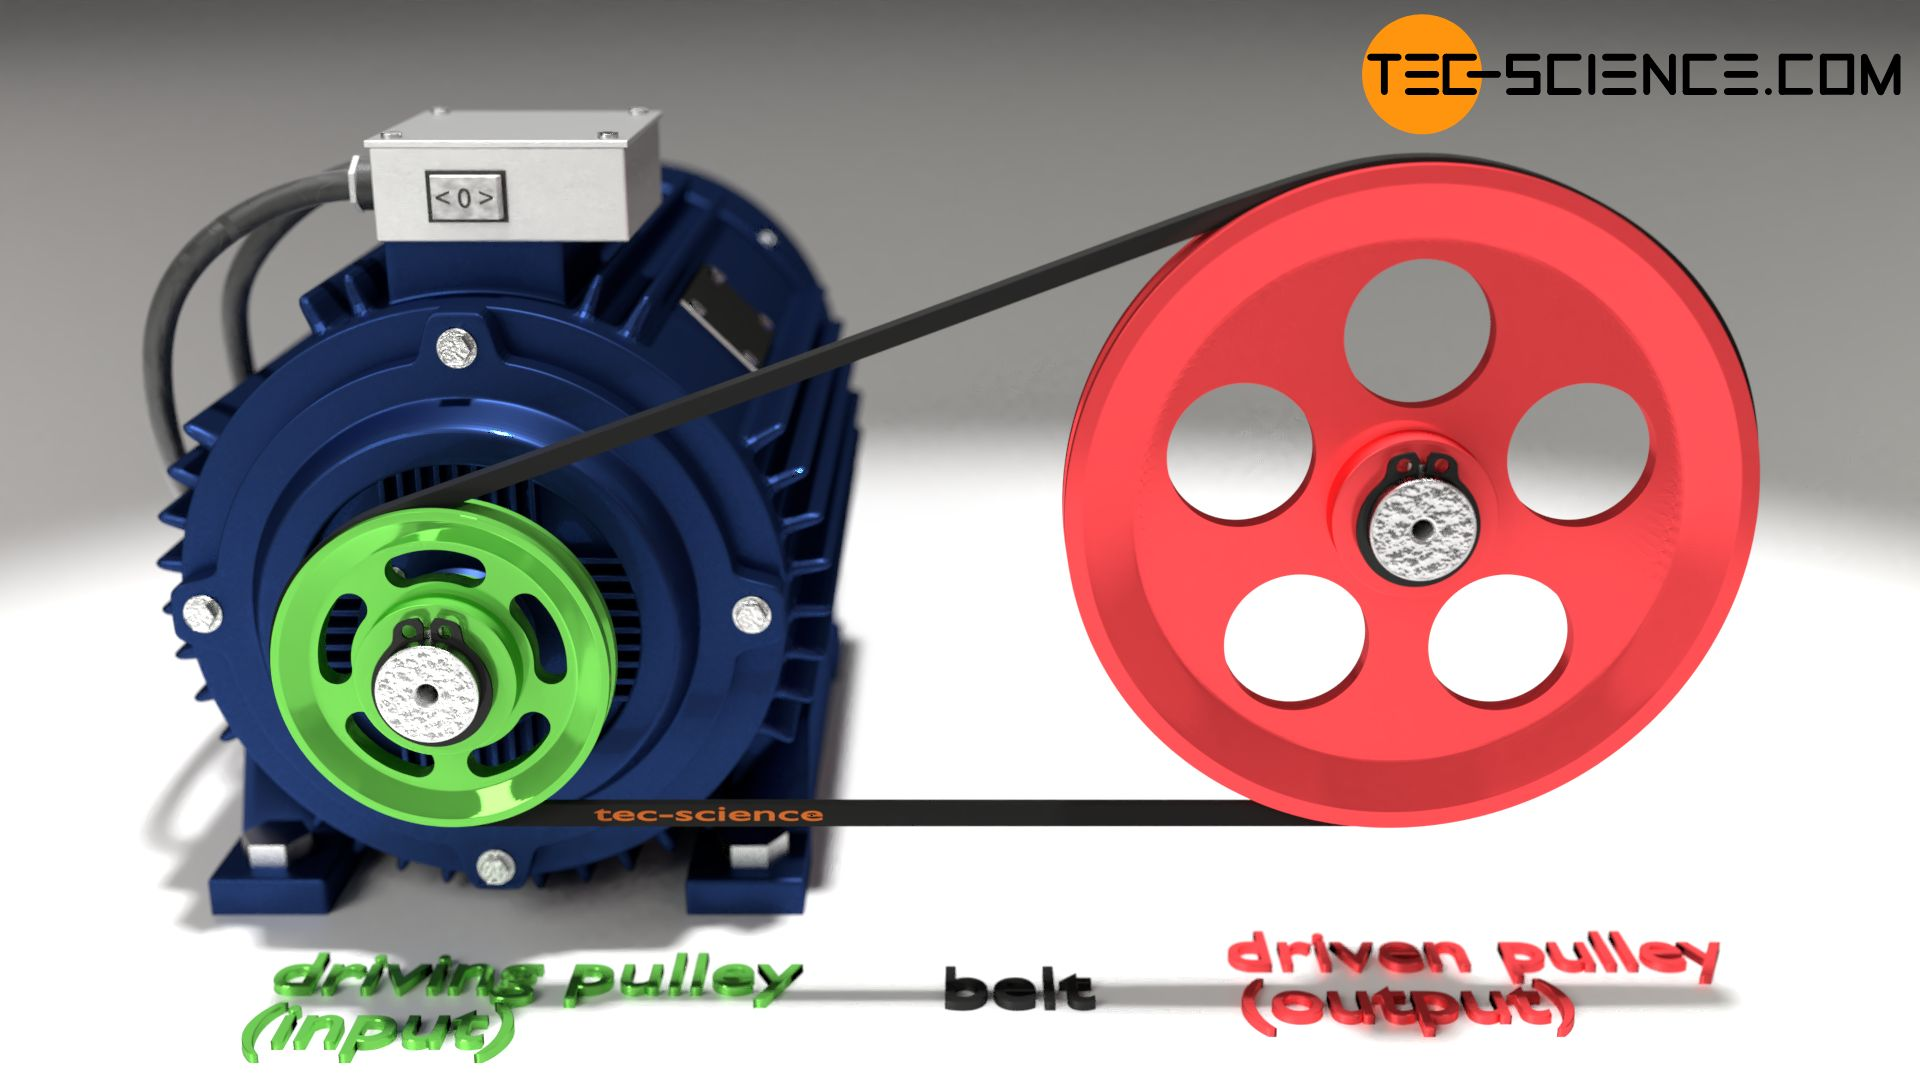 TEC-SCIENCE.COM
<0>
tec-science
driving pulley
(input)
belt
driven pulley
(output)